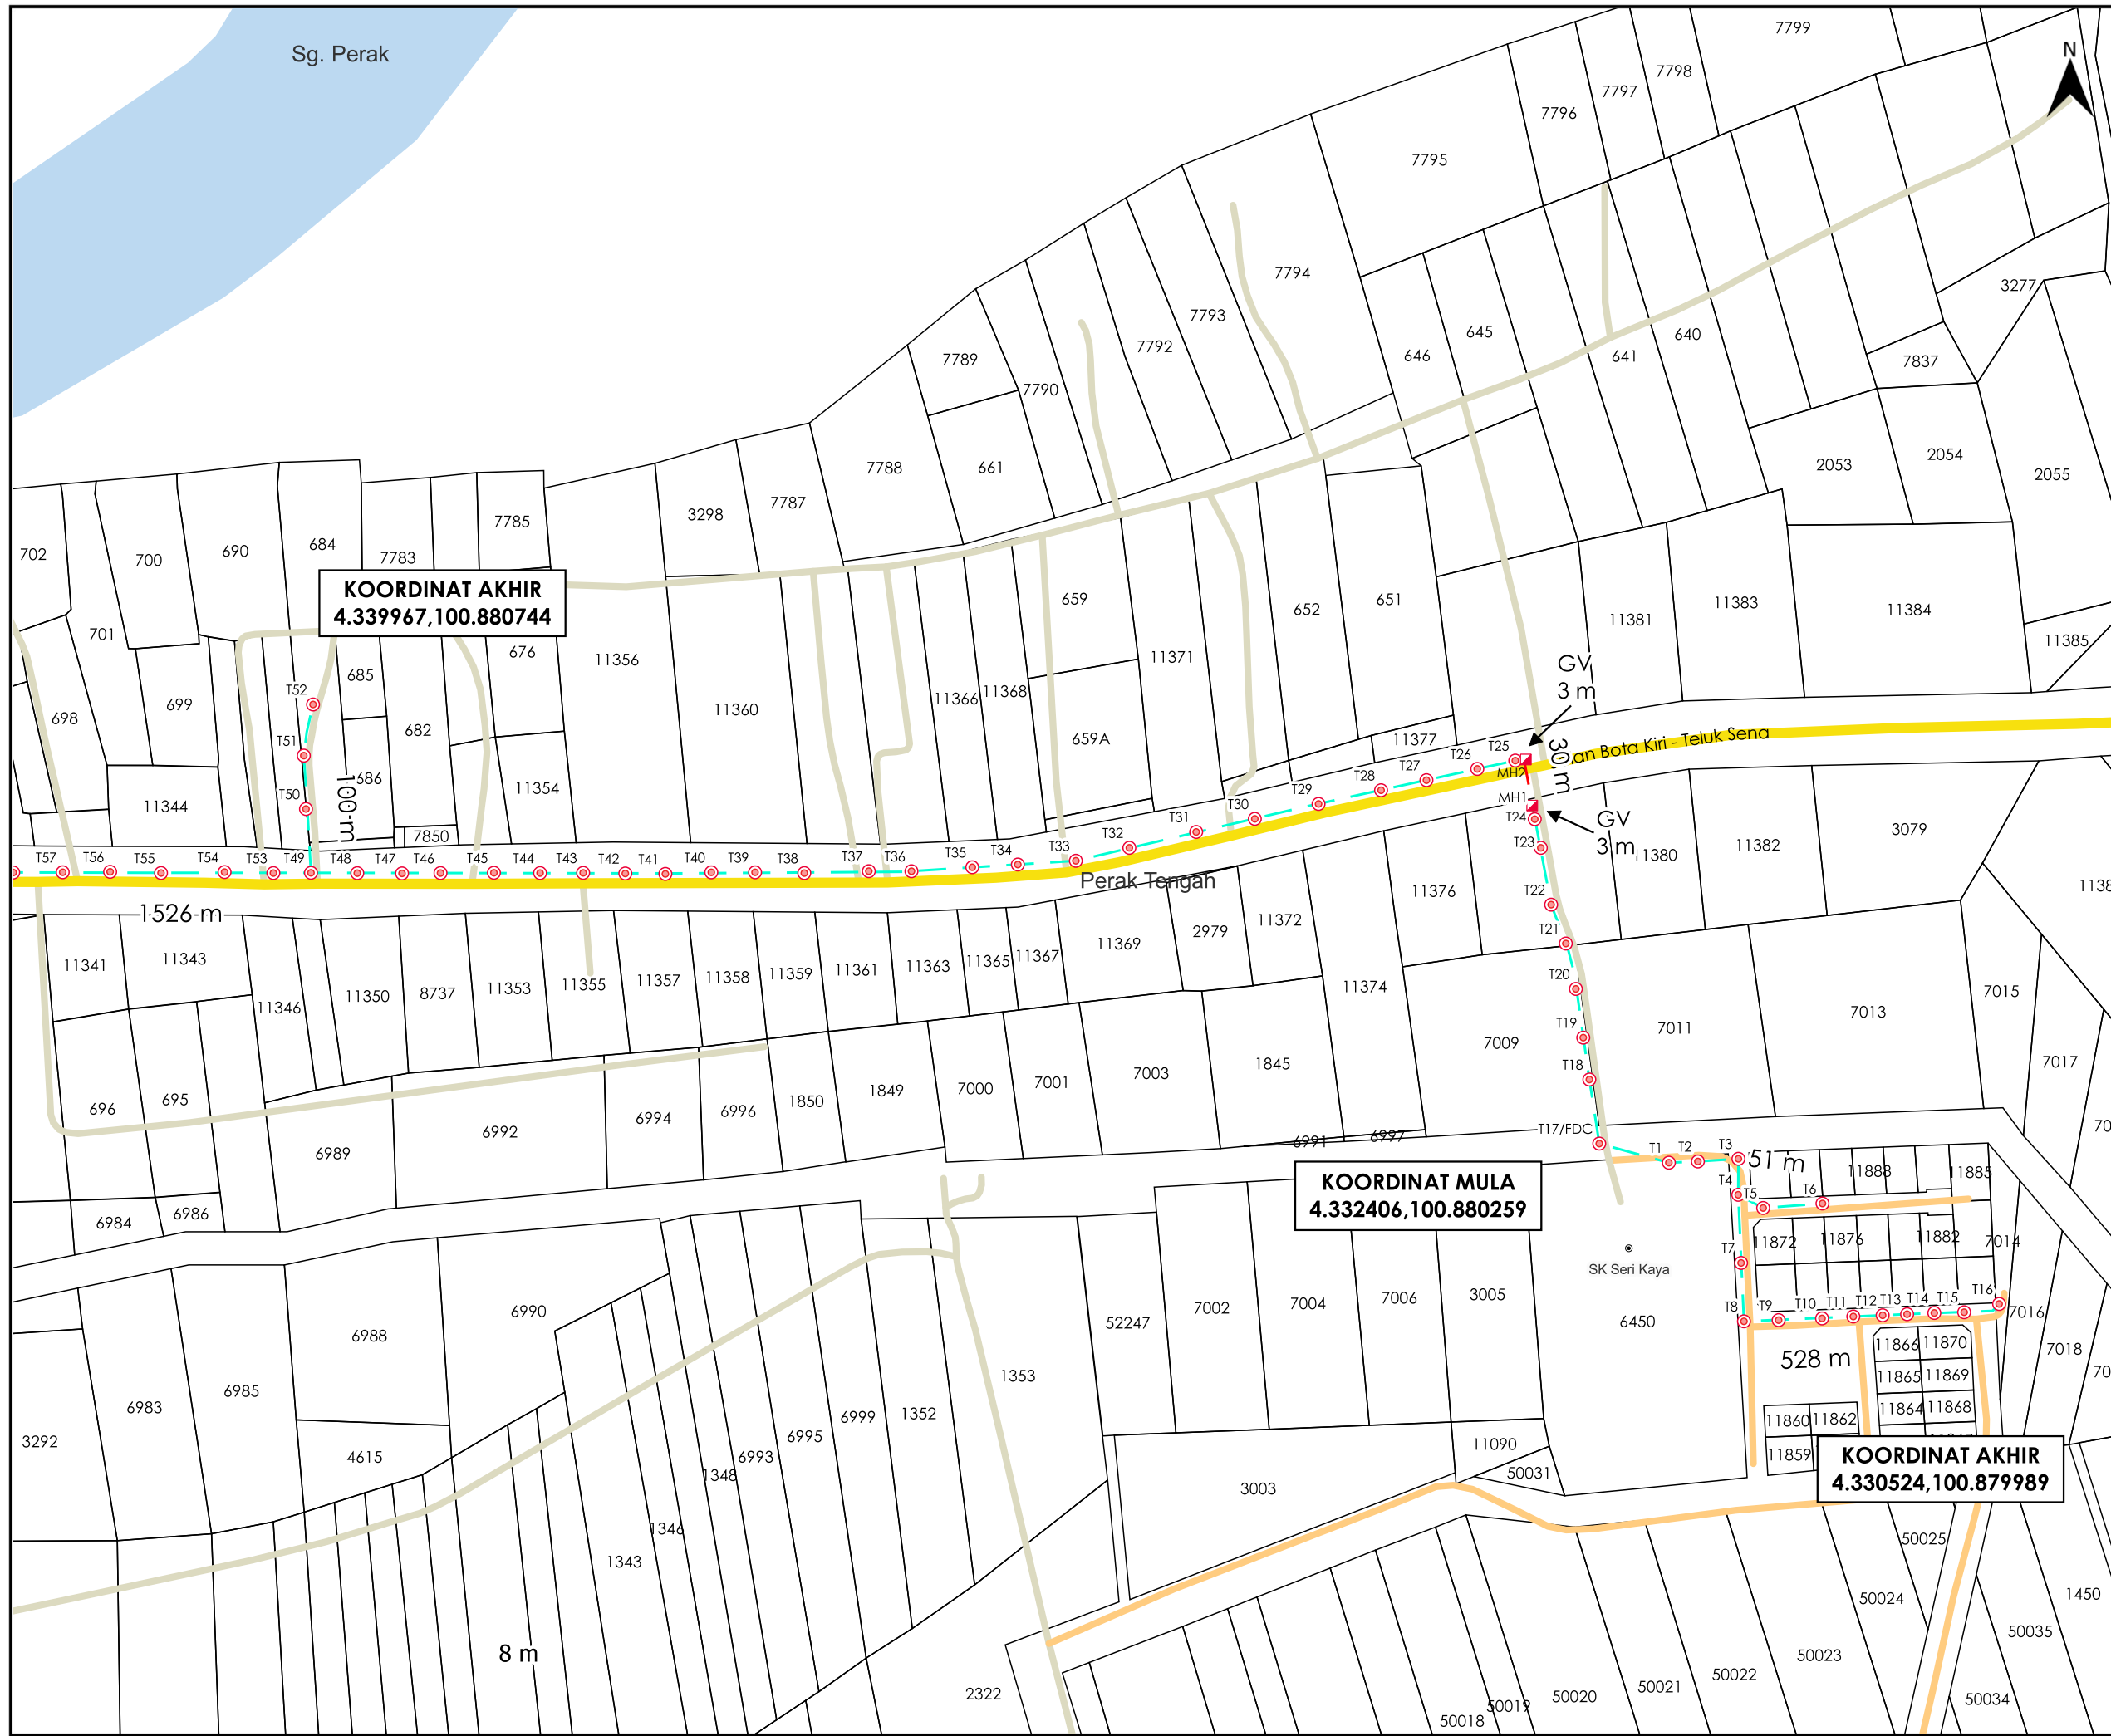 Sg. Perak
7799
N
7798
7797
7796
7795
7794
7793
7792
7790
7789
645
646
641
640
3277
7837
7788
661
3298
7787
7785
7783
684
690
700
702
2053
2054
2055
KOORDINAT AKHIR
4.339967,100.880744
701
699
698
685
682
686
676
11356
11360
11354
11344
7850
11366
11368
659
659A
11371
652
651
11377
11381
11383
11384
11385
GV
3 m
Jalan Bota Kiri - Teluk Sena
30 m
MH2
MH1
GV
3 m
T52
T51
T50
100 m
T57
T56
T55
T54
T53
T49
T48
T47
T46
T45
T44
T43
T42
T41
T40
T39
T38
T37
T36
T35
T34
T33
T32
T31
T30
T29
T28
T27
T26
T25
T24
T23
T22
T21
T20
T19
T18
T17/FDC
Perak Tengah
1526 m
11380
11382
3079
11376
11372
2979
11369
11374
11341
11343
11346
11350
8737
11353
11355
11357
11358
11359
11361
11363
11365
11367
7009
7011
7013
7015
7017
696
695
6989
6992
6994
6996
1850
1849
7000
7001
7003
1845
6991
6997
6984
6986
T1
T2
T3
51 m
T4
T5
T6
T7
T8
T9
T10
T11
T12
T13
T14
T15
T16
11888
11885
11872
11876
11882
7014
7016
7018
KOORDINAT MULA
4.332406,100.880259
SK Seri Kaya
6450
528 m
11866
11870
11865
11869
11864
11868
11860
11862
11859
KOORDINAT AKHIR
4.330524,100.879989
52247
7002
7004
7006
3005
11090
50031
3003
1353
1352
6999
6995
6993
1348
1346
1343
6990
6988
6985
6983
3292
4615
8 m
2322
50018
50019
50020
50021
50022
50023
50024
50025
50034
50035
1450